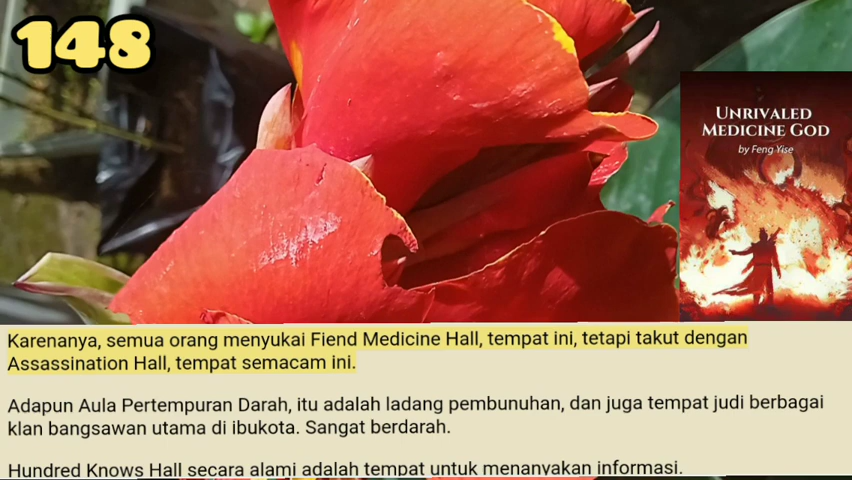 148
UNRIVALED
MEDICINE GOD
by Feng Yise
Karenanya, semua orang menyukai Fiend Medicine Hall, tempat ini, tetapi takut dengan
Assassination Hall, tempat semacam ini.
Adapun Aula Pertempuran Darah, itu adalah ladang pembunuhan, dan juga tempat judi berbagai
klan bangsawan utama di ibukota. Sangat berdarah.
Hundred Knows Hall secara alami adalah tempat untuk menanyakan informasi.